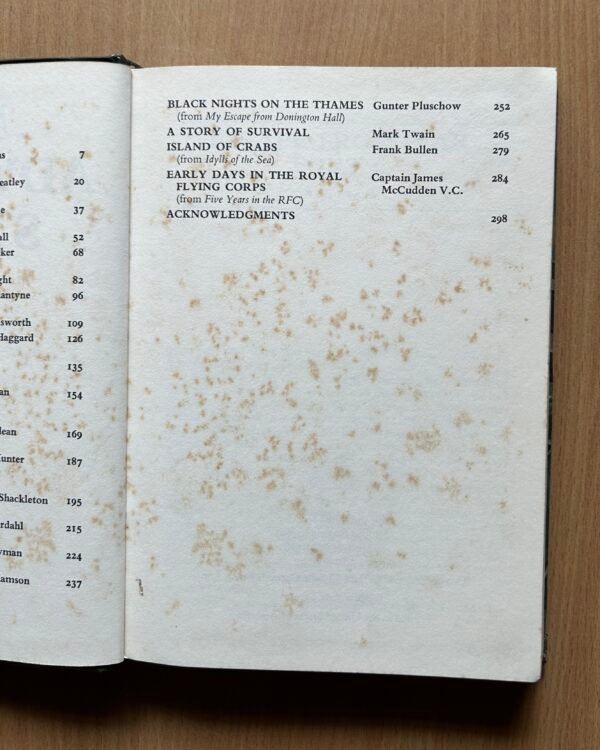 7
20
37
52
68
82
96
109
Haggard 126
135
154
169
187
Shackleton 195
215
224
237
BLACK NIGHTS ON THE THAMES Gunter Pluschow 252
(from My Escape from Donington Hall)
A STORY OF SURVIVAL Mark Twain 265
ISLAND OF CRABS Frank Bullen 279
(from Idylls of the Sea)
EARLY DAYS IN THE ROYAL Captain James 284
FLYING CORPS McCudden V.C.
(from Five Years in the RFC)
ACKNOWLEDGMENTS 298